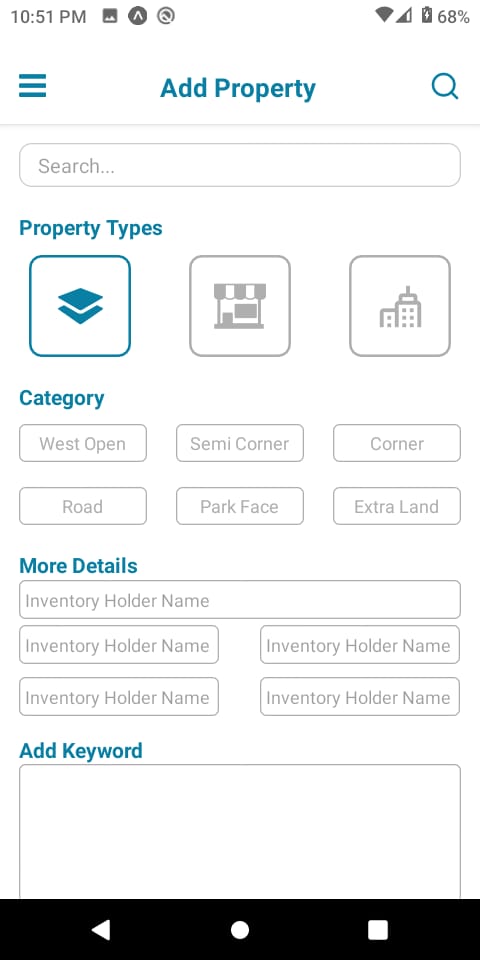 10:51 PM 68%
Add Property
Search...
Property Types
Category
West Open Semi Corner Corner
Road Park Face Extra Land
More Details
Inventory Holder Name
Inventory Holder Name Inventory Holder Name
Inventory Holder Name Inventory Holder Name
Add Keyword